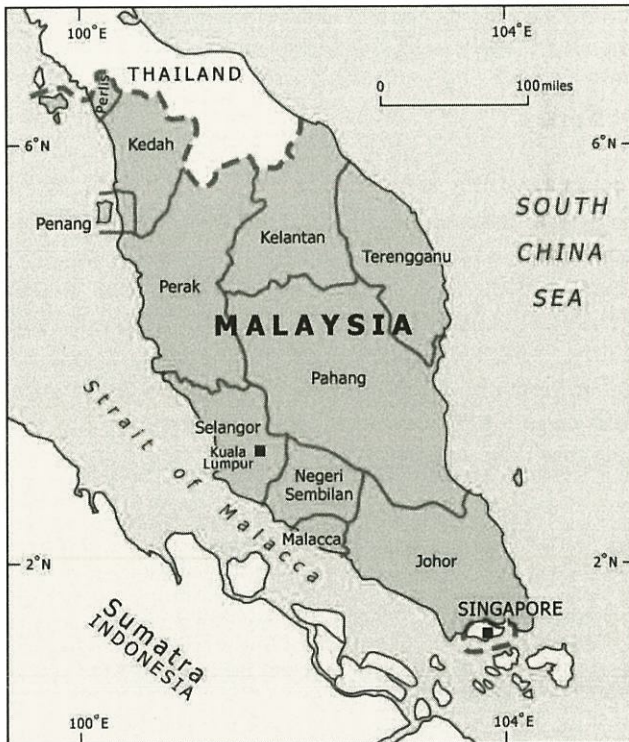 100°E
104°E
THAILAND
0
100 miles
Perlis
6°N
6°N
Kedah
SOUTH
CHINA
SEA
Penang
Kelantan
Terengganu
Perak
MALAYSIA
Pahang
Strait of Malacca
Selangor
Kuala
Lumpur
Negeri
Sembilan
Malacca
Johor
2°N
2°N
SINGAPORE
Sumatra
INDONESIA
100°E
104°E